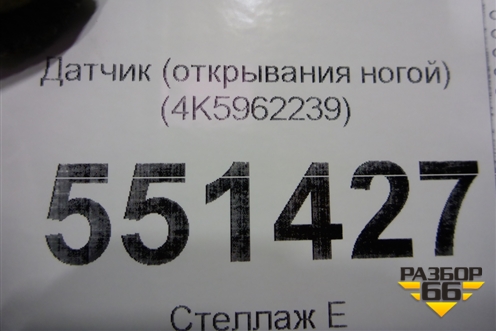 Датчик (открывания ногой)
(4K5962239)
551427
Стеллаж Е
РАЗБОР
66